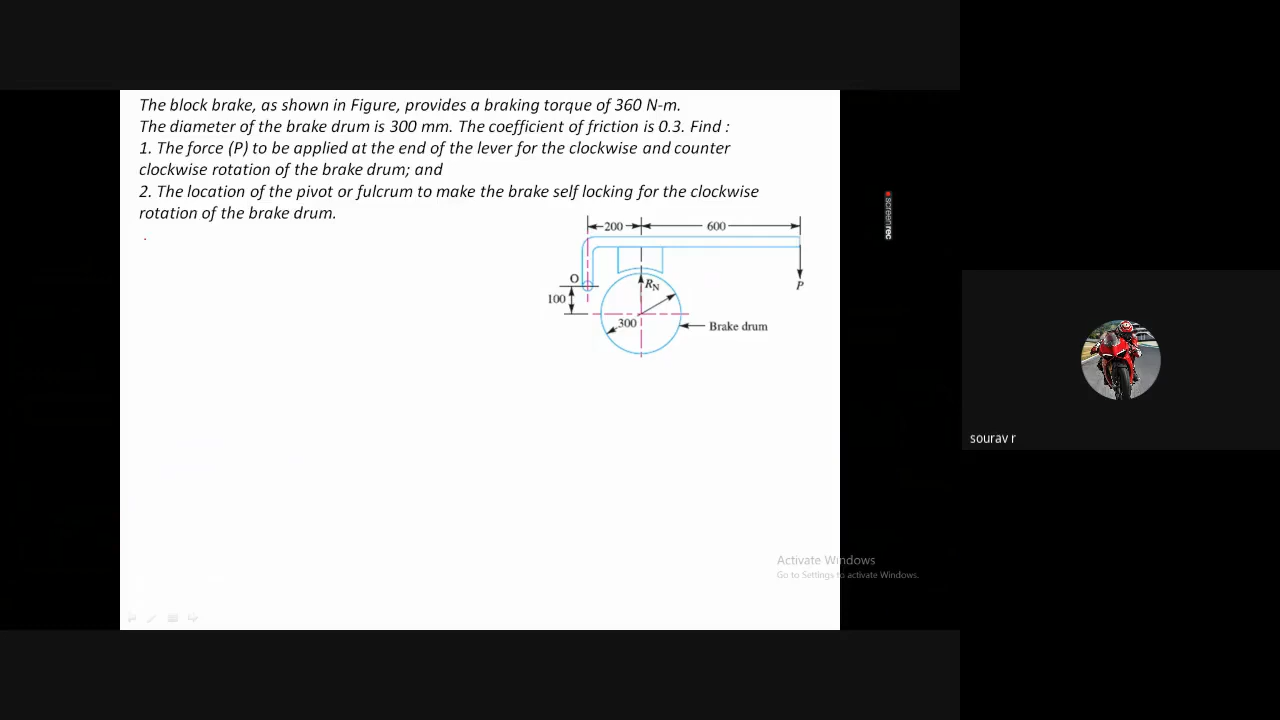 The block brake, as shown in Figure, provides a braking torque of 360 N-m.
The diameter of the brake drum is 300 mm. The coefficient of friction is 0.3. Find :
1. The force (P) to be applied at the end of the lever for the clockwise and counter
clockwise rotation of the brake drum; and
2. The location of the pivot or fulcrum to make the brake self locking for the clockwise
rotation of the brake drum.
200
600
O
RN
P
100
300
Brake drum
screenrec
sourav r
Activate Windows
Go to Settings to activate Windows.